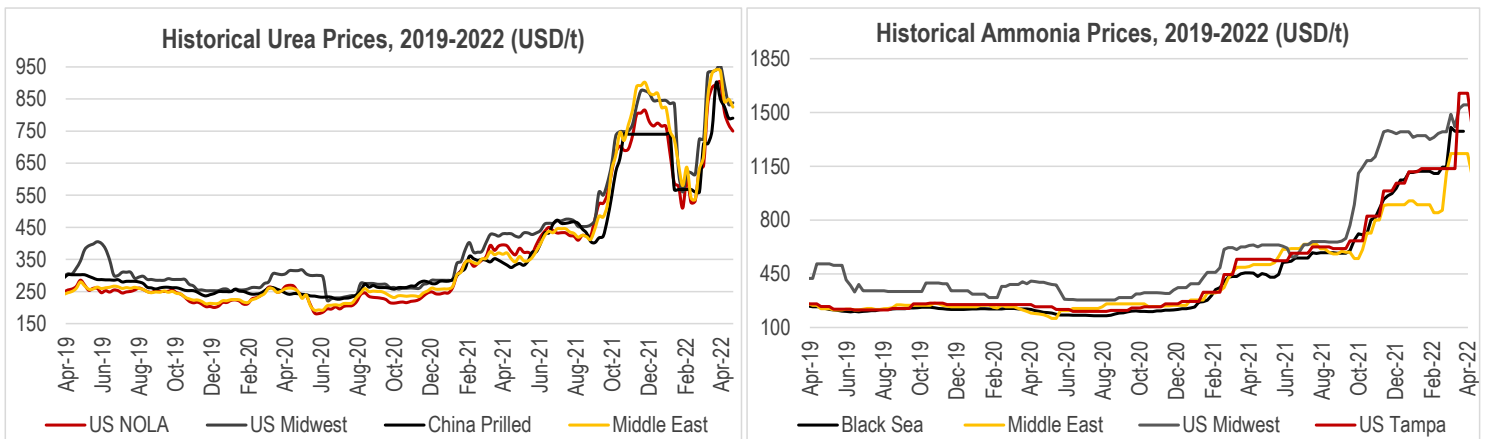 Historical Urea Prices, 2019-2022 (USD/t)
950
850
750
650
550
450
350
250
150
Apr-19
Jun-19
Aug-19
Oct-19
Dec-19
Feb-20
Apr-20
Jun-20
Aug-20
Oct-20
Dec-20
Feb-21
Apr-21
Jun-21
Aug-21
Oct-21
Dec-21
Feb-22
Apr-22
US NOLA
US Midwest
China Prilled
Middle East
Historical Ammonia Prices, 2019-2022 (USD/t)
1850
1500
1150
800
450
100
Apr-19
Jun-19
Aug-19
Oct-19
Dec-19
Feb-20
Apr-20
Jun-20
Aug-20
Oct-20
Dec-20
Feb-21
Apr-21
Jun-21
Aug-21
Oct-21
Dec-21
Feb-22
Apr-22
Black Sea
Middle East
US Midwest
US Tampa